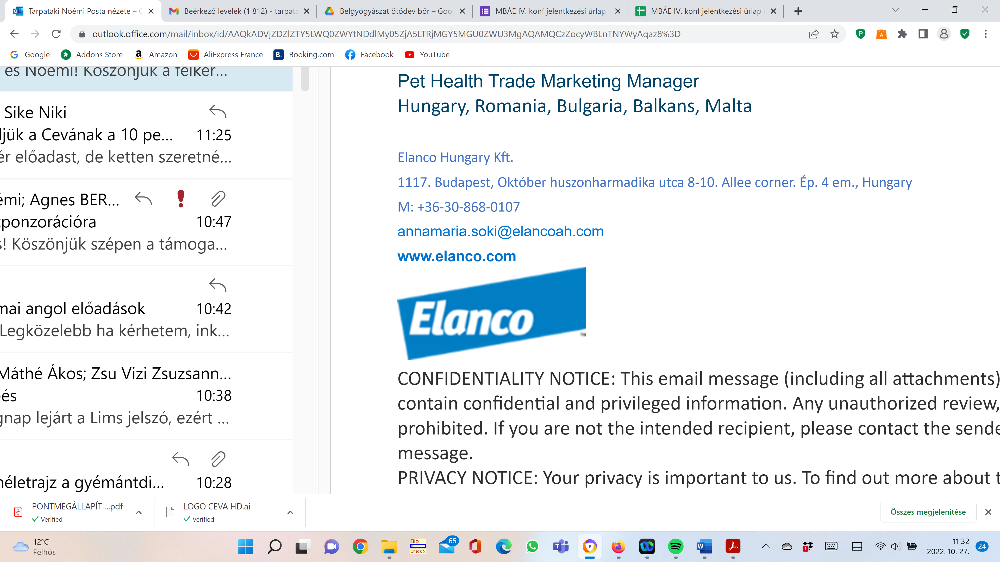 Tarpataki Noémi Posta nézete –
Beérkező levelek (1 812) - tarpata
Belgyógyászat ötödév bőr – Goo
MBÁE IV. konf jelentkezési űrlap
MBÁE IV. konf jelentkezési űrlap
outlook.office.com/mail/inbox/id/AAQkADVjZDZlZTY5LWQ0ZWYtNDdlMy05ZjA5LTRjMGY5MGU0ZWU3MgAQAMQCzZocyWBLnTNYWyAqaz8%3D
Google
Addons Store
Amazon
AliExpress France
Booking.com
Facebook
YouTube
és Noémi! Köszönjük a felkér...
Sike Niki
ljük a Cevának a 10 pe... 11:25
ér előadast, de ketten szeretné...
émi; Agnes BER...
zponzorációra 10:47
s! Köszönjük szépen a támoga...
mai angol előadások 10:42
Legközelebb ha kérhetem, ink...
Máthé Ákos; Zsu Vizi Zsuzsann...
pés 10:38
gnap lejárt a Lims jelszó, ezért ...
néletrajz a gyémántdi... 10:28
Pet Health Trade Marketing Manager
Hungary, Romania, Bulgaria, Balkans, Malta
Elanco Hungary Kft.
1117. Budapest, Október huszonharmadika utca 8-10. Allee corner. Ép. 4 em., Hungary
M: +36-30-868-0107
annamaria.soki@elancoah.com
www.elanco.com
Elanco
CONFIDENTIALITY NOTICE: This email message (including all attachments)
contain confidential and privileged information. Any unauthorized review,
prohibited. If you are not the intended recipient, please contact the sende
message.
PRIVACY NOTICE: Your privacy is important to us. To find out more about t
PONTMEGÁLLAPÍT....pdf
Verified
LOGO CEVA HD.ai
Verified
Összes megjelenítése
12°C
Felhős
Bio
Check 5
65
1
11:32
2022. 10. 27.
24